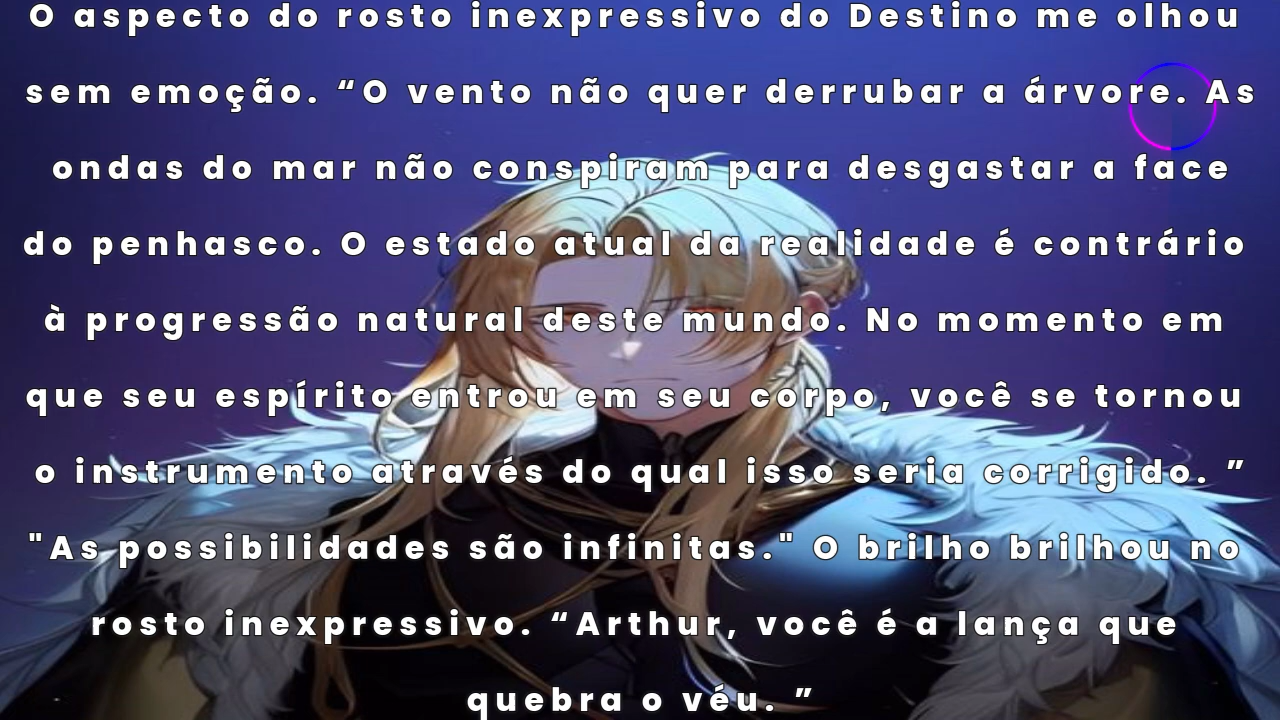 O aspecto do rosto inexpressivo do Destino me olhou
sem emoção. “O vento não quer derrubar a árvore. As
ondas do mar não conspiram para desgastar a face
do penhasco. O estado atual da realidade é contrário
à progressão natural deste mundo. No momento em
que seu espírito entrou em seu corpo, você se tornou
o instrumento através do qual isso seria corrigido. ”
"As possibilidades são infinitas." O brilho brilhou no
rosto inexpressivo. “Arthur, você é a lança que
quebra o véu. ”